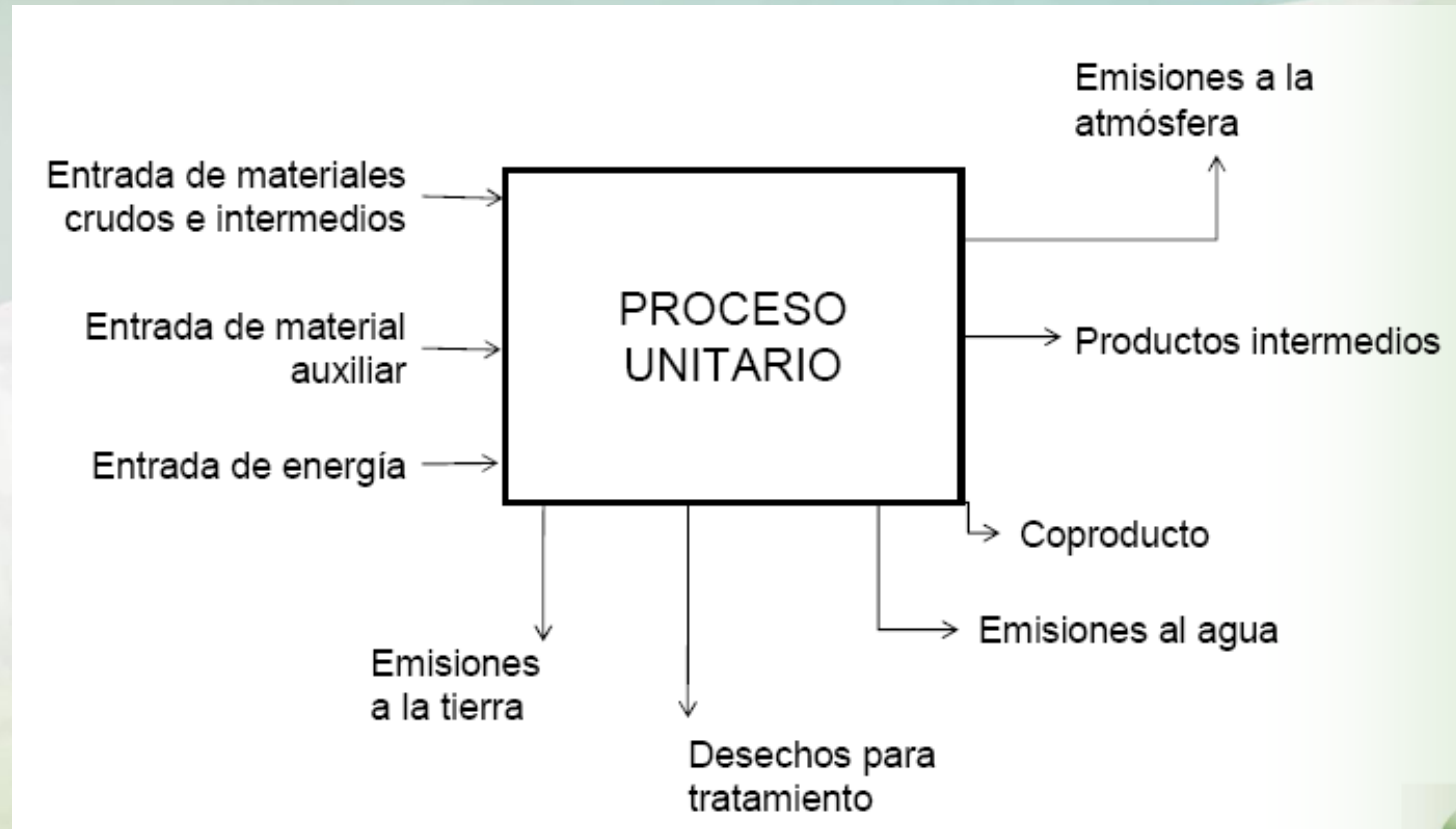 Emisiones a la
atmósfera
Entrada de materiales
crudos e intermedios
PROCESO
UNITARIO
Entrada de material
auxiliar
Productos intermedios
Entrada de energía
Coproducto
Emisiones al agua
Emisiones
a la tierra
Desechos para
tratamiento